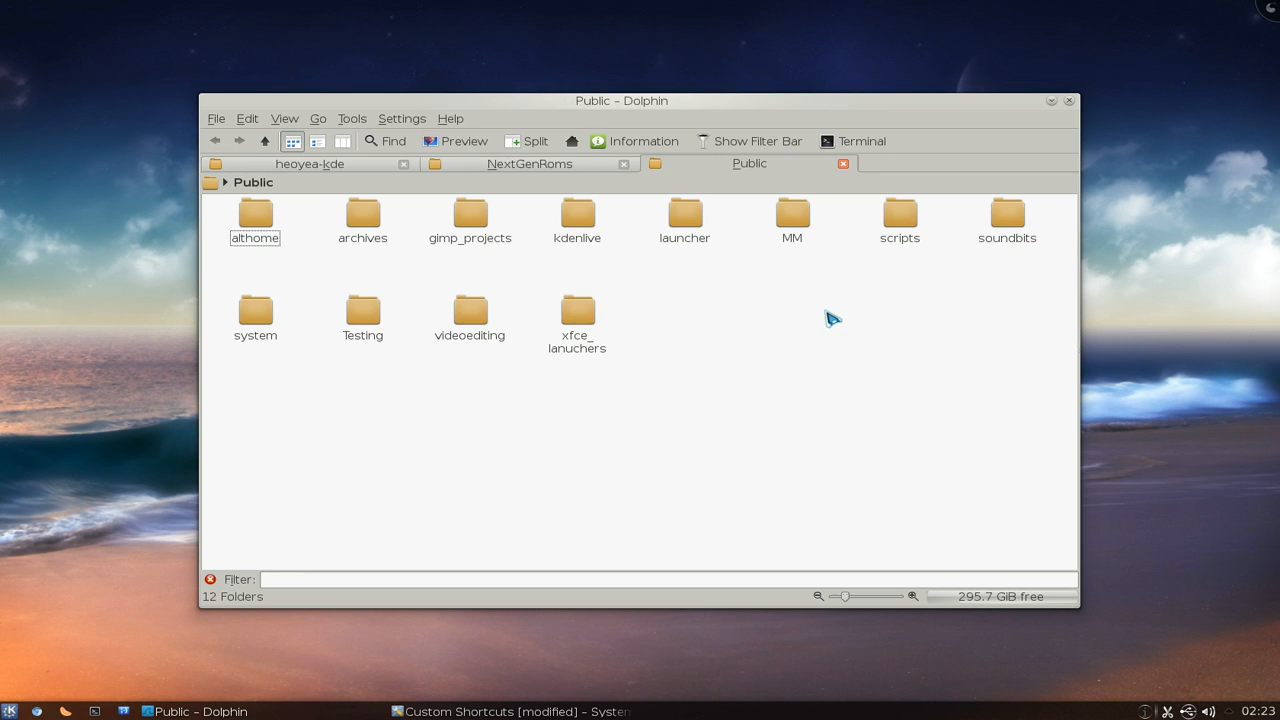 Public – Dolphin
File Edit View Go Tools Settings Help
Find Preview Split Information Show Filter Bar Terminal
heoyea-kde NextGenRoms Public
Public
althome archives gimp_projects kdenlive launcher MM scripts soundbits
system Testing videoediting xfce_
lanuchers
Filter:
12 Folders 295.7 GiB free
Public – Dolphin Custom Shortcuts [modified] – System 02:23